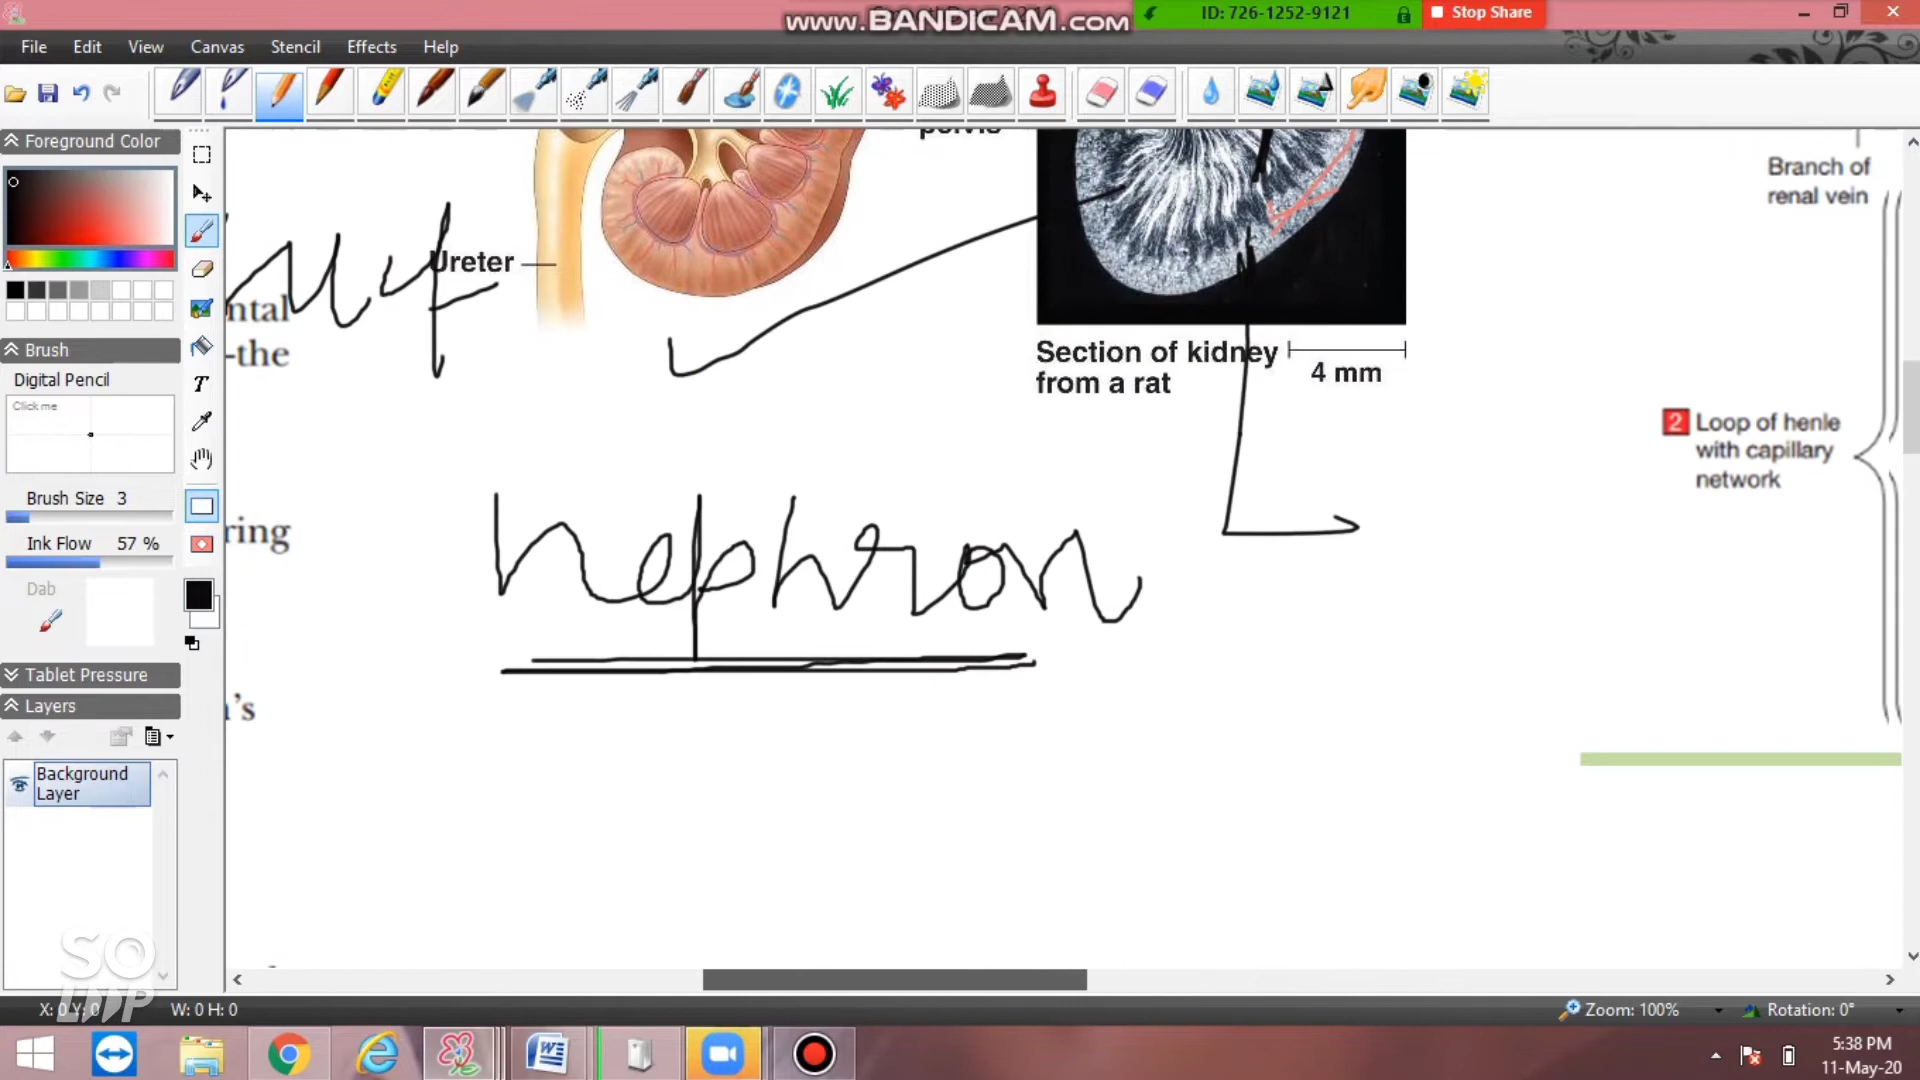 www.BANDICAM.com
ID: 726-1252-9121
Stop Share
File Edit View Canvas Stencil Effects Help
Foreground Color
Brush
Digital Pencil
Click me
Brush Size 3
Ink Flow 57 %
Dab
Tablet Pressure
Layers
Background
Layer
pelvis
Ureter
ntal
-the
ring
's
Section of kidney
from a rat
4 mm
nephron
Branch of
renal vein
2 Loop of henle
with capillary
network
SO
X: 0 Y: 0 W: 0 H: 0
Zoom: 100% Rotation: 0°
5:38 PM
11-May-20